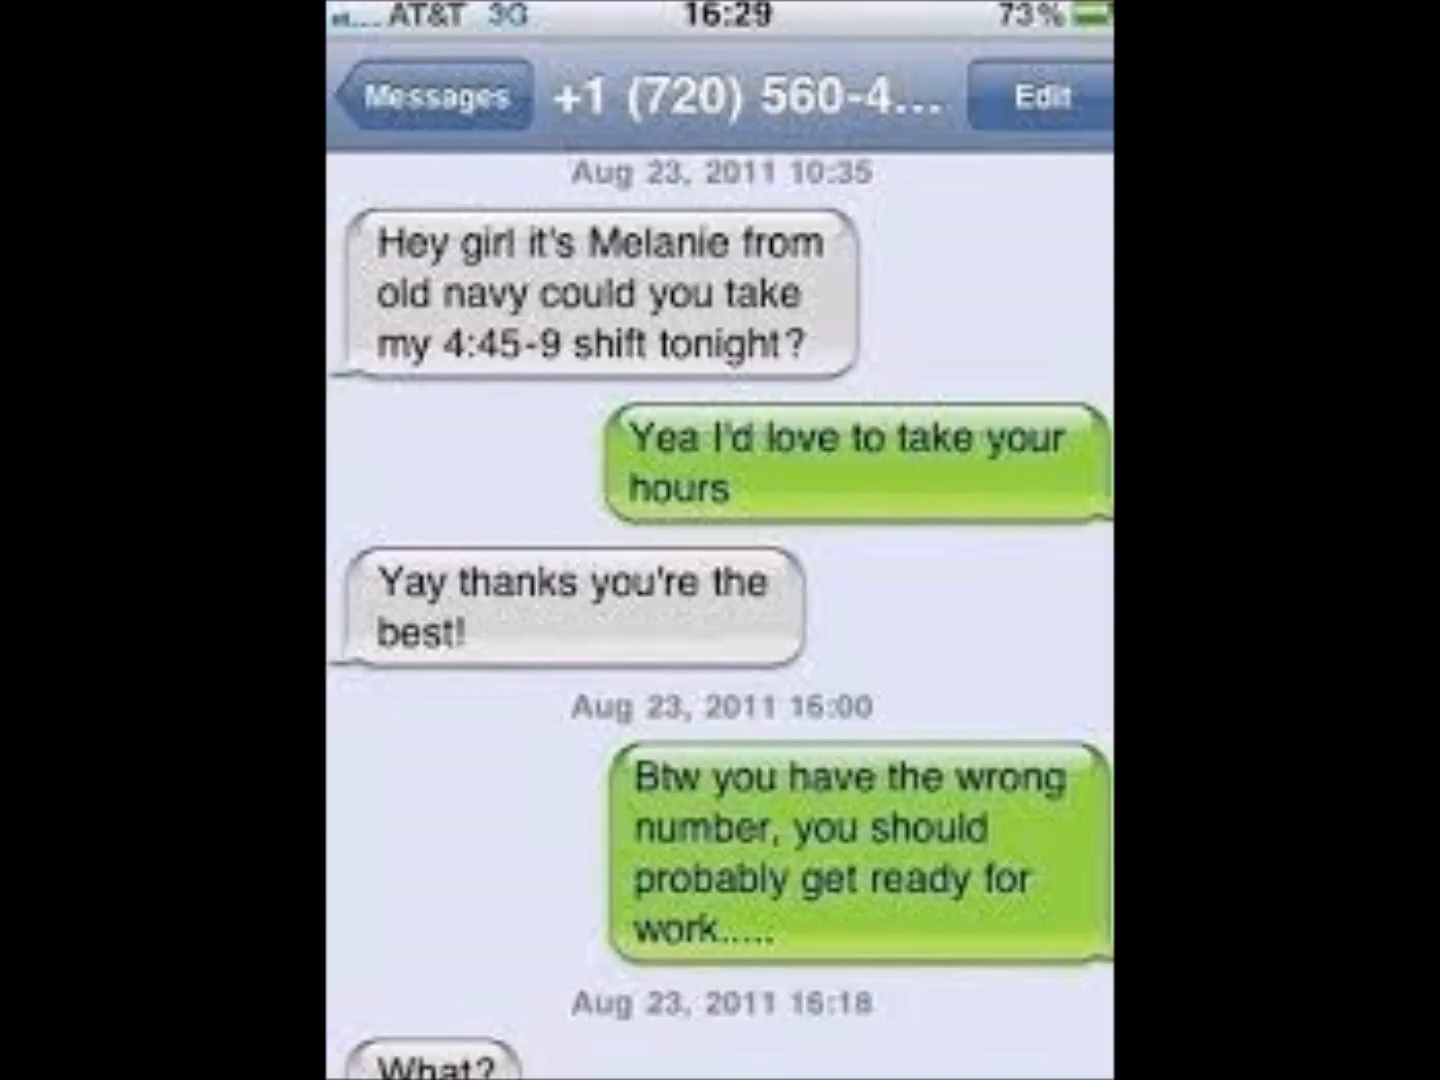 AT&T 3G 16:29 73%
Messages +1 (720) 560-4... Edit
Aug 23, 2011 10:35
Hey girl it's Melanie from
old navy could you take
my 4:45-9 shift tonight?
Yea I'd love to take your
hours
Yay thanks you're the
best!
Aug 23, 2011 16:00
Btw you have the wrong
number, you should
probably get ready for
work.....
Aug 23, 2011 16:18
What?